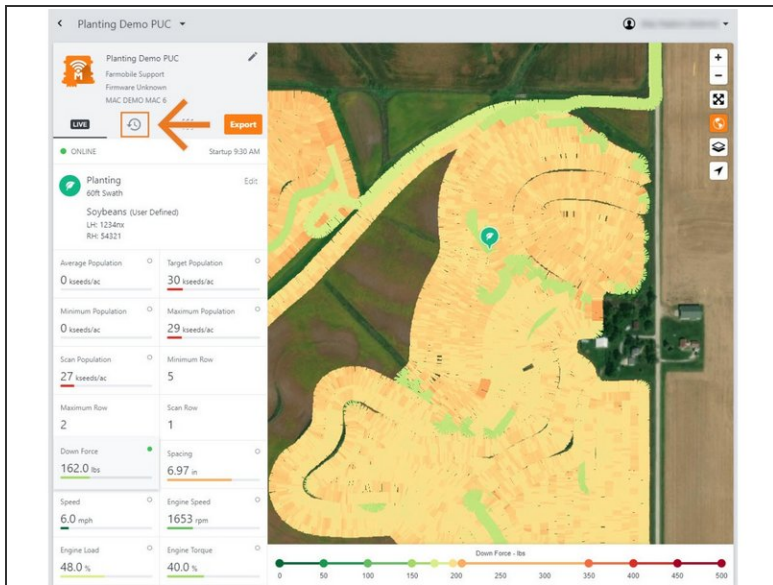 Planting Demo PUC
Planting Demo PUC
Farmobile Support
Firmware Unknown
MAC DEMO MAC 6
LIVE
Export
ONLINE
Startup 9:30 AM
Planting
Edit
60ft Swath
Soybeans (User Defined)
LH: 1234nx
RH: 54321
Average Population
Target Population
0 kseeds/ac
30 kseeds/ac
Minimum Population
Maximum Population
0 kseeds/ac
29 kseeds/ac
Scan Population
Minimum Row
27 kseeds/ac
5
Maximum Row
Scan Row
2
1
Down Force
Spacing
162.0 lbs
6.97 in
Speed
Engine Speed
6.0 mph
1653 rpm
Engine Load
Engine Torque
48.0 %
40.0 %
Down Force - lbs
0 50 100 150 200 250 300 350 400 450 500